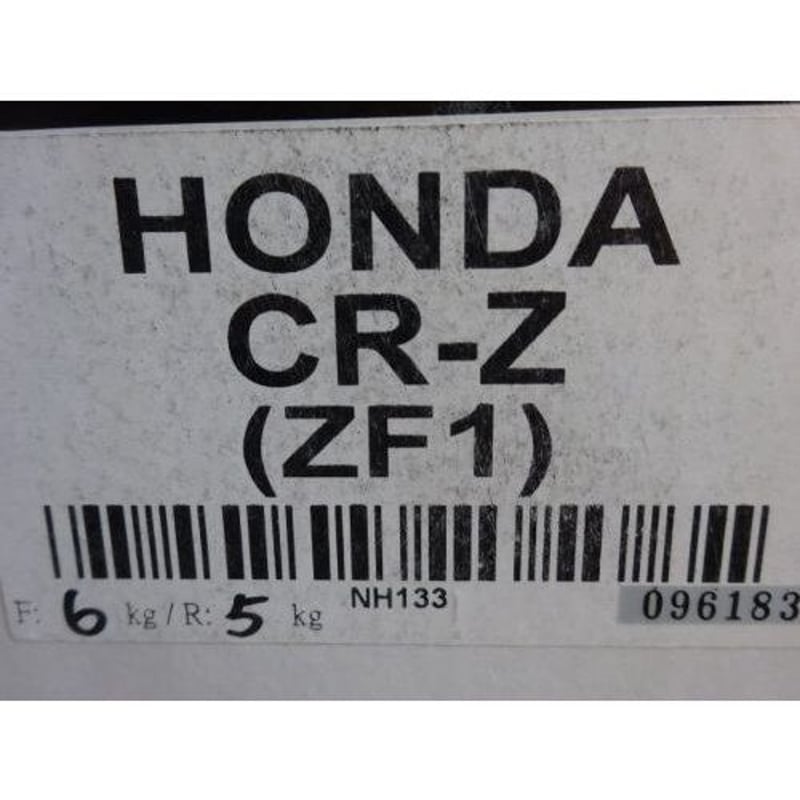 HONDA
CR-Z
(ZF1)
F: 6 kg / R: 5 kg NH133 096183